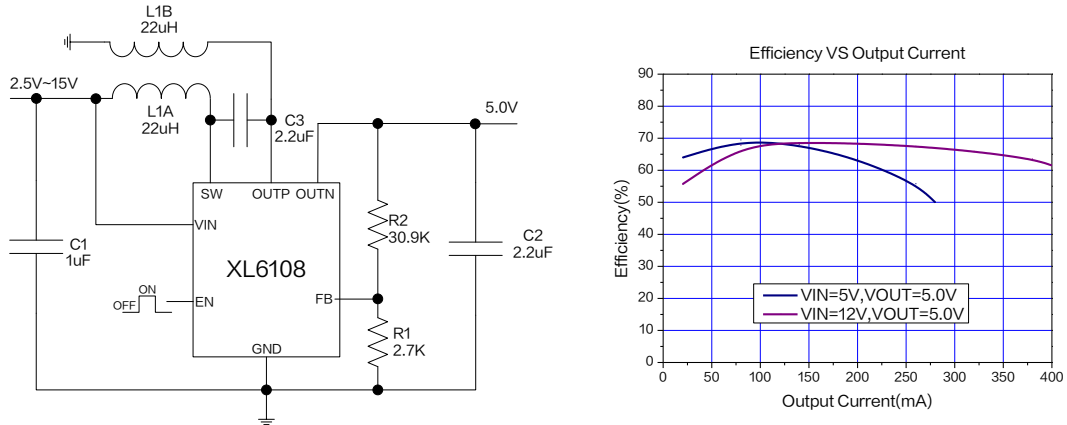 L1B
22uH
2.5V~15V
L1A
22uH
C3
2.2uF
5.0V
SW
OUTP
OUTN
VIN
R2
30.9K
C1
1uF
C2
2.2uF
XL6108
ON
OFF
EN
FB
R1
2.7K
GND
Efficiency VS Output Current
Efficiency(%)
90
80
70
60
50
40
30
20
10
0
VIN=5V,VOUT=5.0V
VIN=12V,VOUT=5.0V
0 50 100 150 200 250 300 350 400
Output Current(mA)